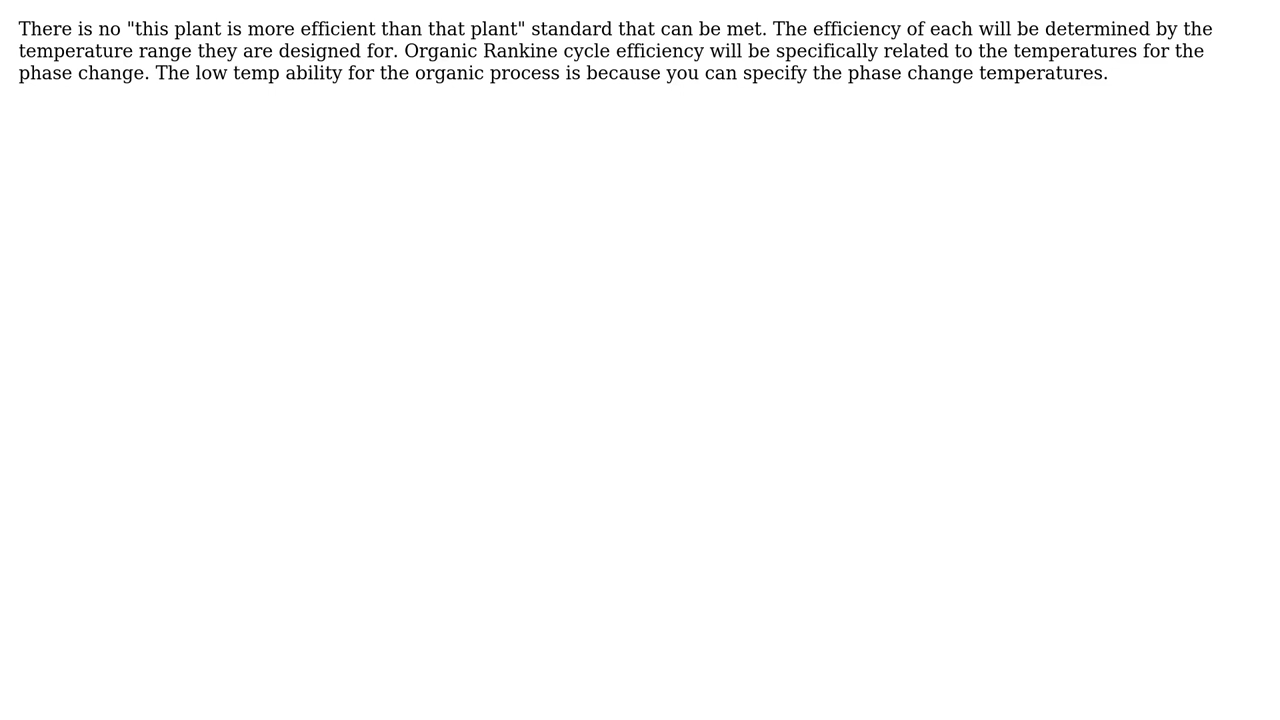 There is no "this plant is more efficient than that plant" standard that can be met. The efficiency of each will be determined by the
temperature range they are designed for. Organic Rankine cycle efficiency will be specifically related to the temperatures for the
phase change. The low temp ability for the organic process is because you can specify the phase change temperatures.